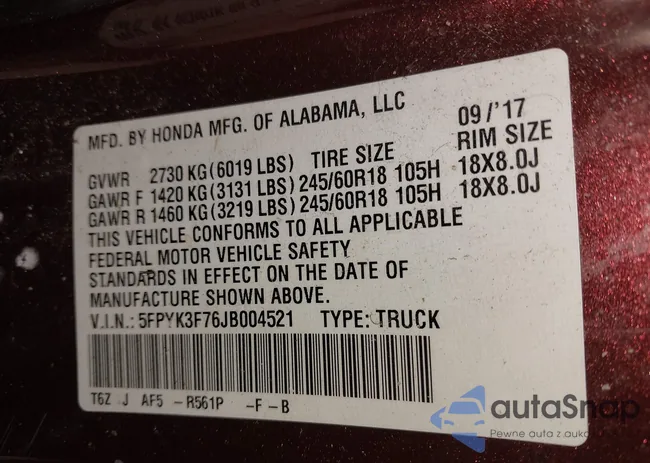 MFD. BY HONDA MFG. OF ALABAMA, LLC 09/'17
GVWR 2730 KG(6019 LBS) TIRE SIZE RIM SIZE
GAWR F 1420 KG(3131 LBS) 245/60R18 105H 18X8.0J
GAWR R 1460 KG(3219 LBS) 245/60R18 105H 18X8.0J
THIS VEHICLE CONFORMS TO ALL APPLICABLE
FEDERAL MOTOR VEHICLE SAFETY
STANDARDS IN EFFECT ON THE DATE OF
MANUFACTURE SHOWN ABOVE.
V.I.N.: 5FPYK3F76JB004521 TYPE: TRUCK
T6Z J AF5 -R561P -F-B
autoSnap
Pewne auta z aukcji